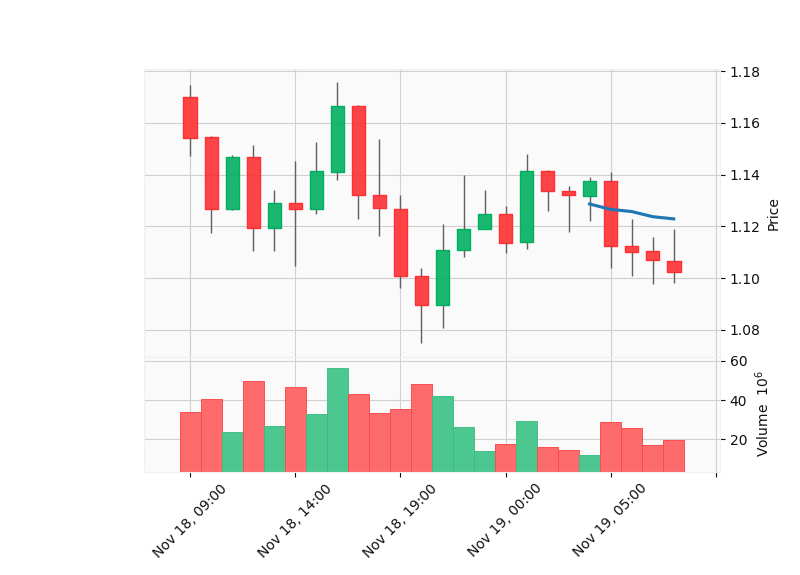 1.18
1.16
1.14
1.12
1.10
1.08
Price
60
40
20
Volume 10^6
Nov 18, 09:00
Nov 18, 14:00
Nov 18, 19:00
Nov 19, 00:00
Nov 19, 05:00